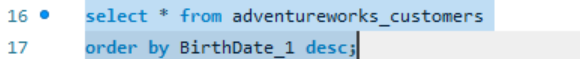 16 select * from adventureworks_customers
17 order by BirthDate_1 desc;